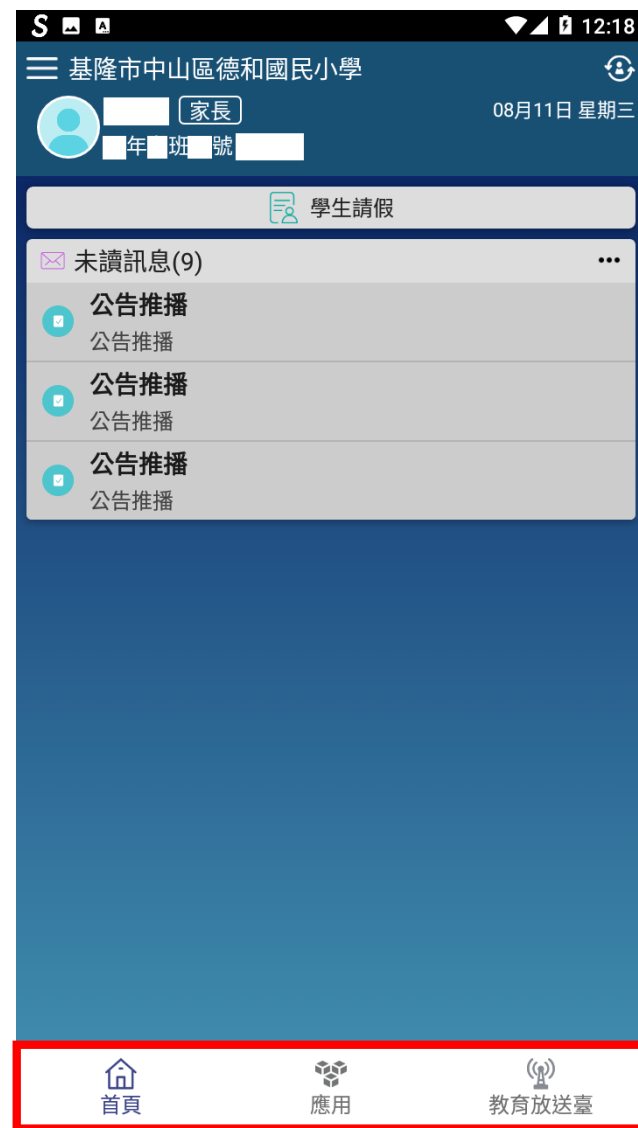 S 12:18
基隆市中山區德和國民小學
家長 08月11日 星期三
年 班 號
學生請假
未讀訊息(9)
公告推播
公告推播
公告推播
公告推播
公告推播
公告推播
首頁 應用 教育放送臺